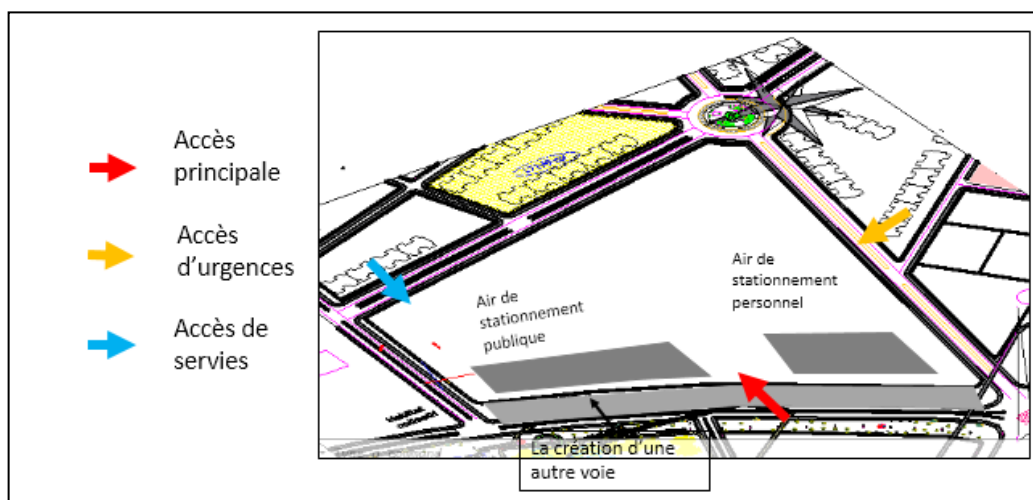 Accès
principale
Accès
d'urgences
Accès de
servies
Air de
stationnement
publique
Air de
stationnement
personnel
La création d'une
autre voie